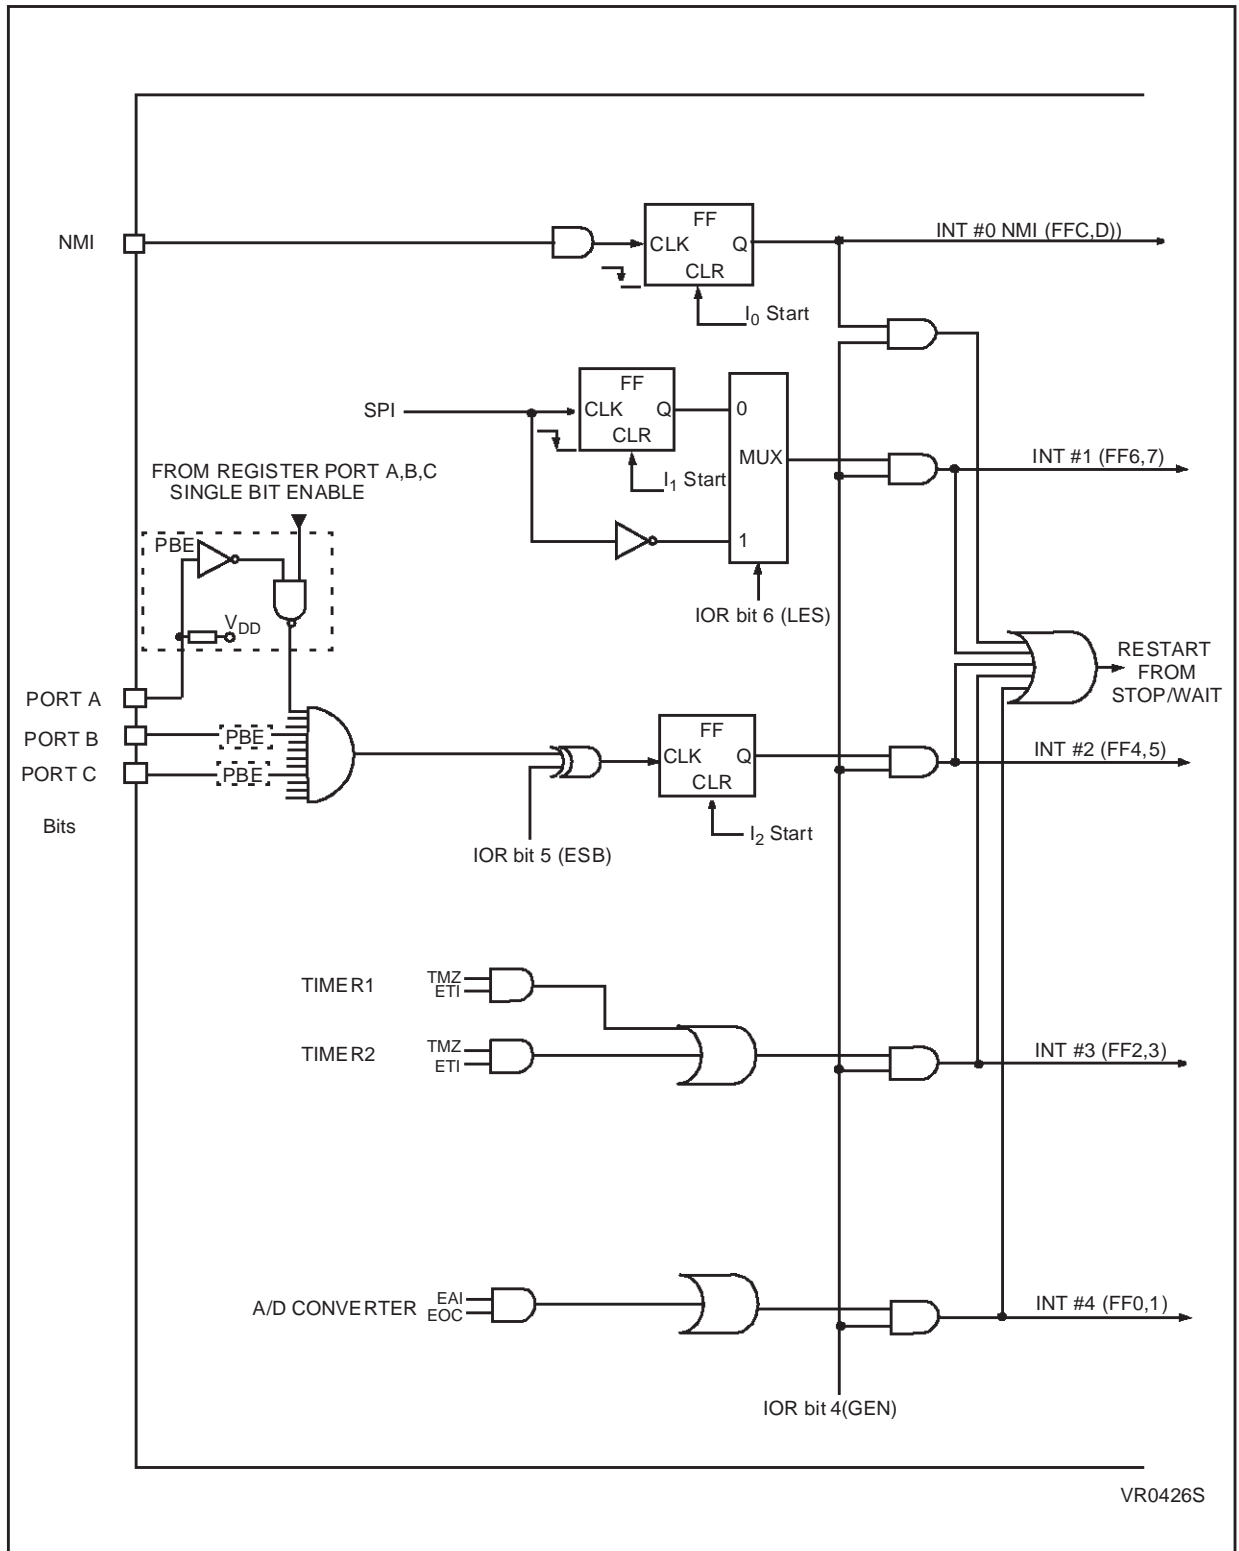 FF
NMI
CLK
Q
CLR
INT #0 NMI (FFC,D))
I0 Start
FF
SPI
CLK
Q
CLR
0
MUX
1
I1 Start
INT #1 (FF6,7)
FROM REGISTER PORT A,B,C
SINGLE BIT ENABLE
PBE
VDD
IOR bit 6 (LES)
RESTART
FROM
STOP/WAIT
PORT A
PORT B
PBE
PORT C
PBE
Bits
FF
CLK
Q
CLR
INT #2 (FF4,5)
I2 Start
IOR bit 5 (ESB)
TIMER1
TMZ
ETI
TIMER2
TMZ
ETI
INT #3 (FF2,3)
A/D CONVERTER
EAI
EOC
INT #4 (FF0,1)
IOR bit 4(GEN)
VR0426S